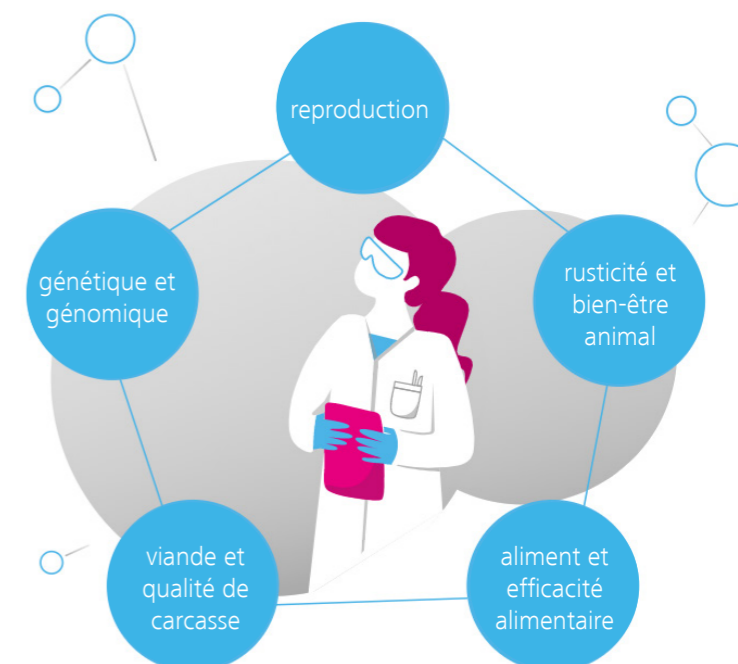 reproduction
génétique et
génomique
rusticité et
bien-être
animal
viande et
qualité de
carcasse
aliment et
efficacité
alimentaire